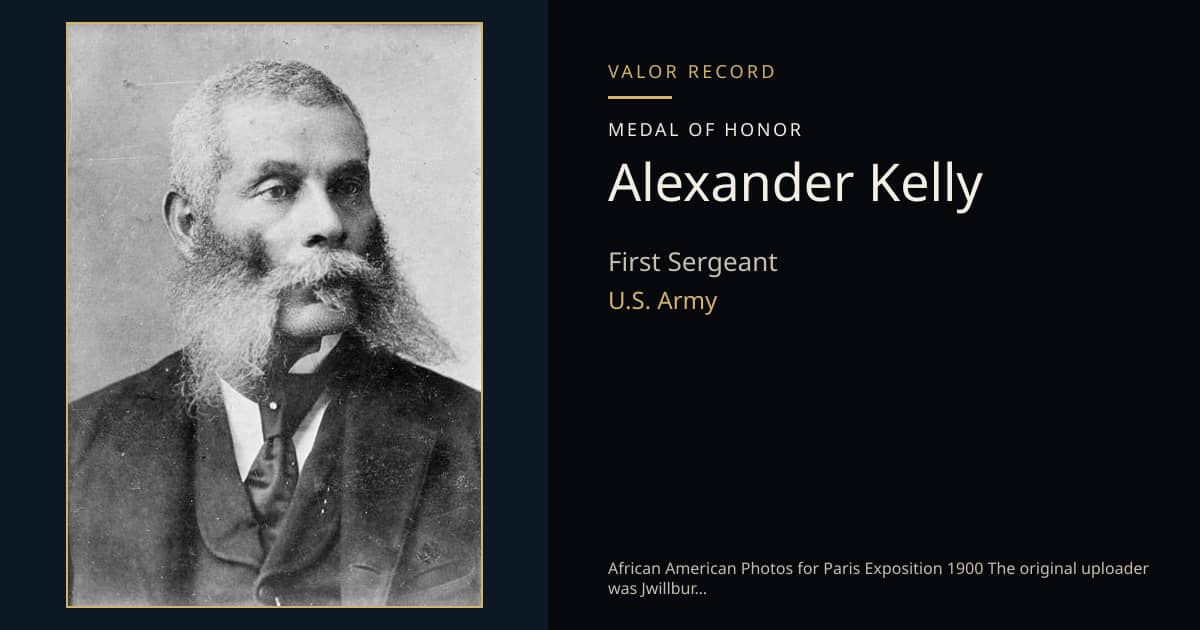 VALOR RECORD
MEDAL OF HONOR
Alexander Kelly
First Sergeant
U.S. Army
African American Photos for Paris Exposition 1900 The original uploader
was Jwillbur...